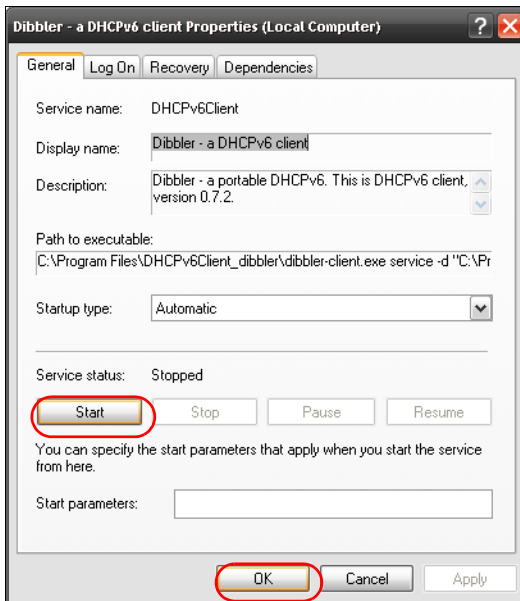 Dibbler - a DHCPv6 client Properties (Local Computer)
General Log On Recovery Dependencies
Service name: DHCPv6Client
Display name: Dibbler - a DHCPv6 client
Description: Dibbler - a portable DHCPv6. This is DHCPv6 client,
version 0.7.2.
Path to executable:
C:\Program Files\DHCPv6Client_dibbler\dibbler-client.exe service -d "C:\Pr
Startup type: Automatic
Service status: Stopped
Start Stop Pause Resume
You can specify the start parameters that apply when you start the service
from here.
Start parameters:
OK Cancel Apply